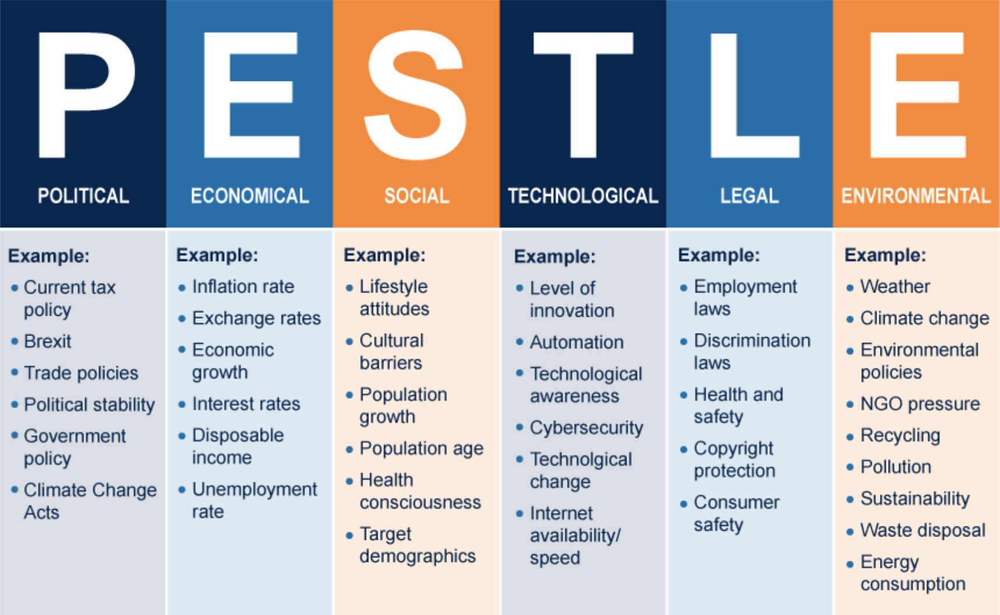 P
POLITICAL
Example:
• Current tax
policy
• Brexit
• Trade policies
• Political stability
• Government
policy
• Climate Change
Acts
E
ECONOMICAL
Example:
• Inflation rate
• Exchange rates
• Economic
growth
• Interest rates
• Disposable
income
• Unemployment
rate
S
SOCIAL
Example:
• Lifestyle
attitudes
• Cultural
barriers
• Population
growth
• Population age
• Health
consciousness
• Target
demographics
T
TECHNOLOGICAL
Example:
• Level of
innovation
• Automation
• Technological
awareness
• Cybersecurity
• Technolgical
change
• Internet
availability/
speed
L
LEGAL
Example:
• Employment
laws
• Discrimination
laws
• Health and
safety
• Copyright
protection
• Consumer
safety
E
ENVIRONMENTAL
Example:
• Weather
• Climate change
• Environmental
policies
• NGO pressure
• Recycling
• Pollution
• Sustainability
• Waste disposal
• Energy
consumption